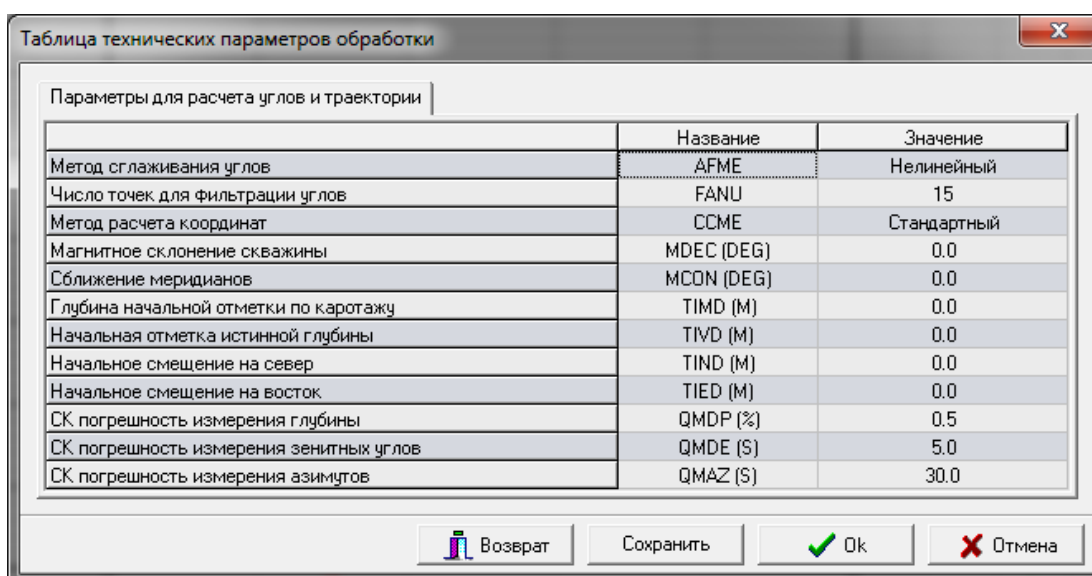 Таблица технических параметров обработки
Параметры для расчета углов и траектории
Название Значение
Метод сглаживания углов AFME Нелинейный
Число точек для фильтрации углов FANU 15
Метод расчета координат CCME Стандартный
Магнитное склонение скважины MDEC (DEG) 0.0
Сближение меридианов MCON (DEG) 0.0
Глубина начальной отметки по каротажу TIMD (M) 0.0
Начальная отметка истинной глубины TIVD (M) 0.0
Начальное смещение на север TIND (M) 0.0
Начальное смещение на восток TIED (M) 0.0
СК погрешность измерения глубины QMDP (%) 0.5
СК погрешность измерения зенитных углов QMDE (S) 5.0
СК погрешность измерения азимутов QMAZ (S) 30.0
Возврат Сохранить Ok Отмена